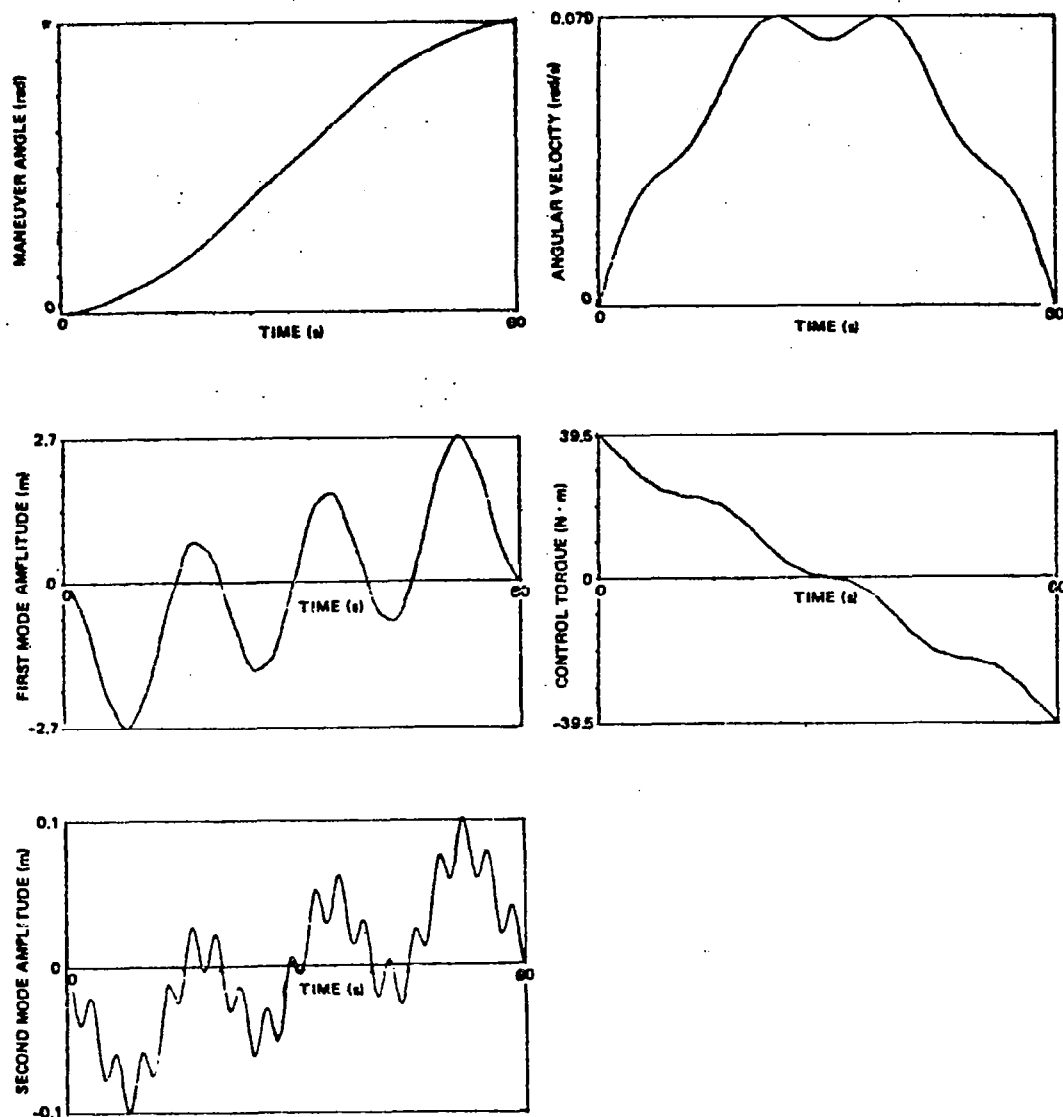 π
MANEUVER ANGLE (rad)
0
0
TIME (s)
60
0.079
ANGULAR VELOCITY (rad/s)
0
0
TIME (s)
60
2.7
FIRST MODE AMPLITUDE (m)
0
0
TIME (s)
60
-2.7
39.5
CONTROL TORQUE (N · m)
0
0
TIME (s)
60
-39.5
0.1
SECOND MODE AMPLITUDE (m)
0
0
TIME (s)
60
-0.1